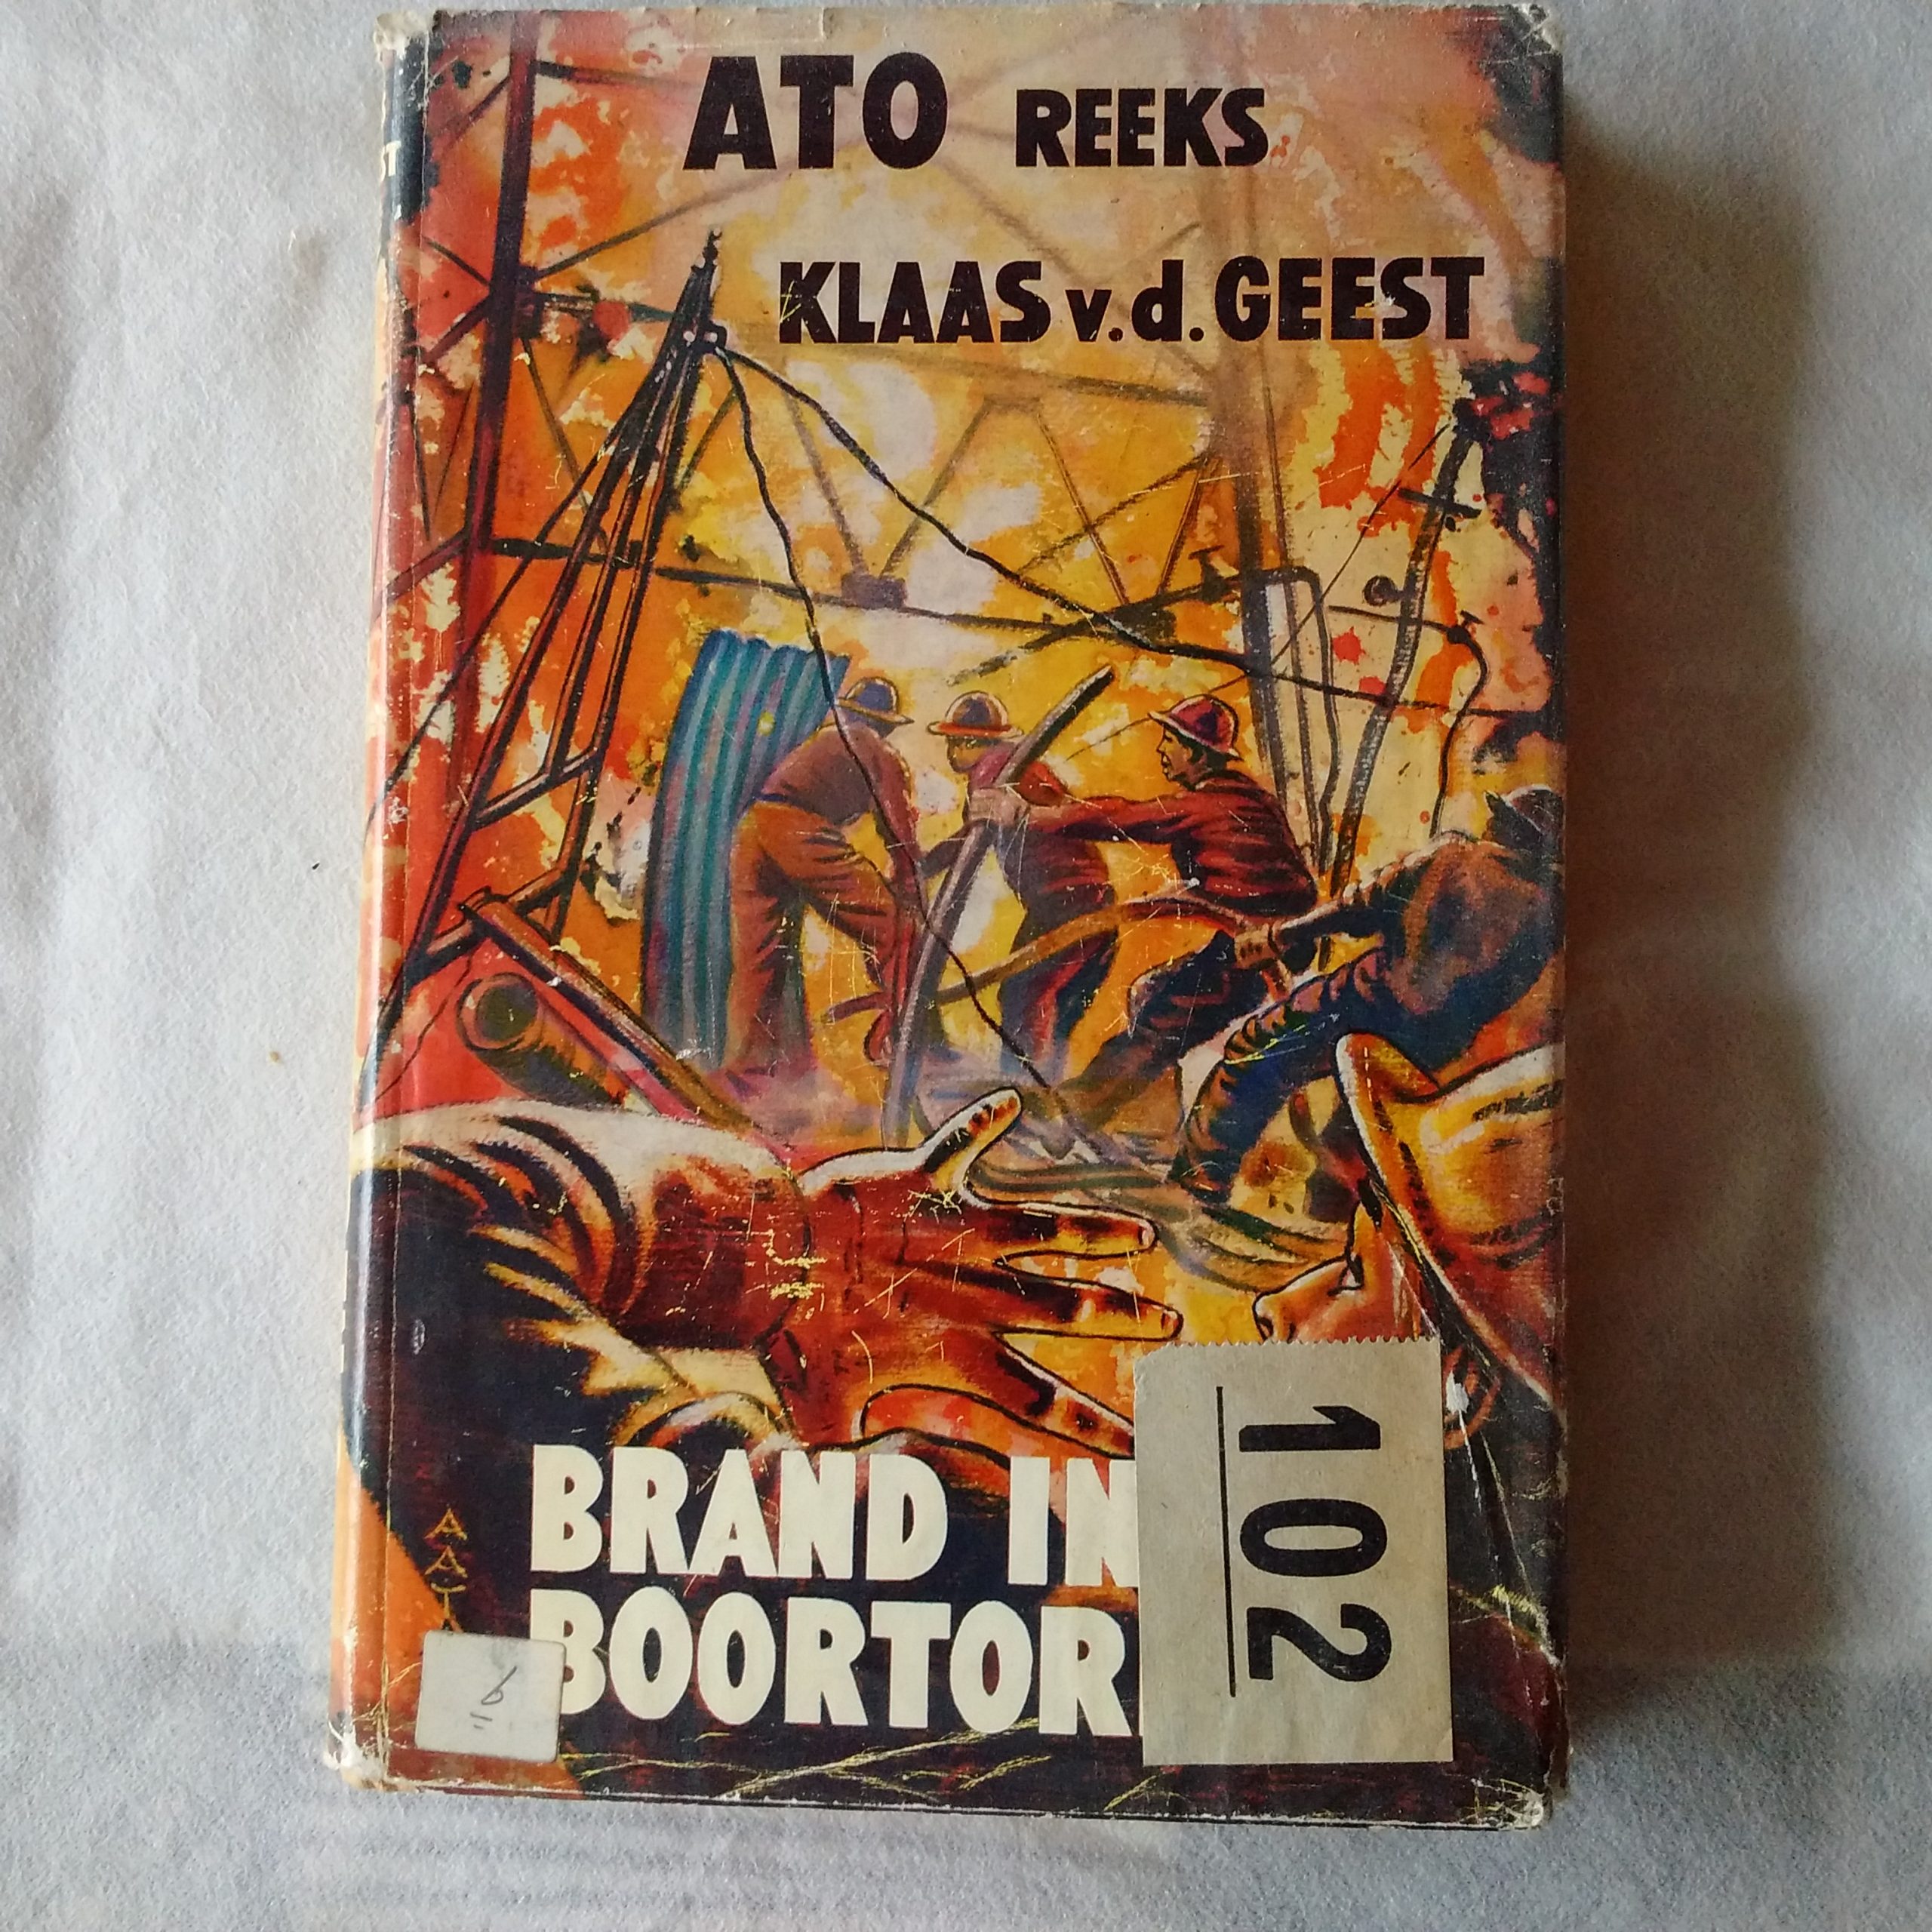 ATO REEKS
KLAAS v.d. GEEST
BRAND IN
BOORTOR
102